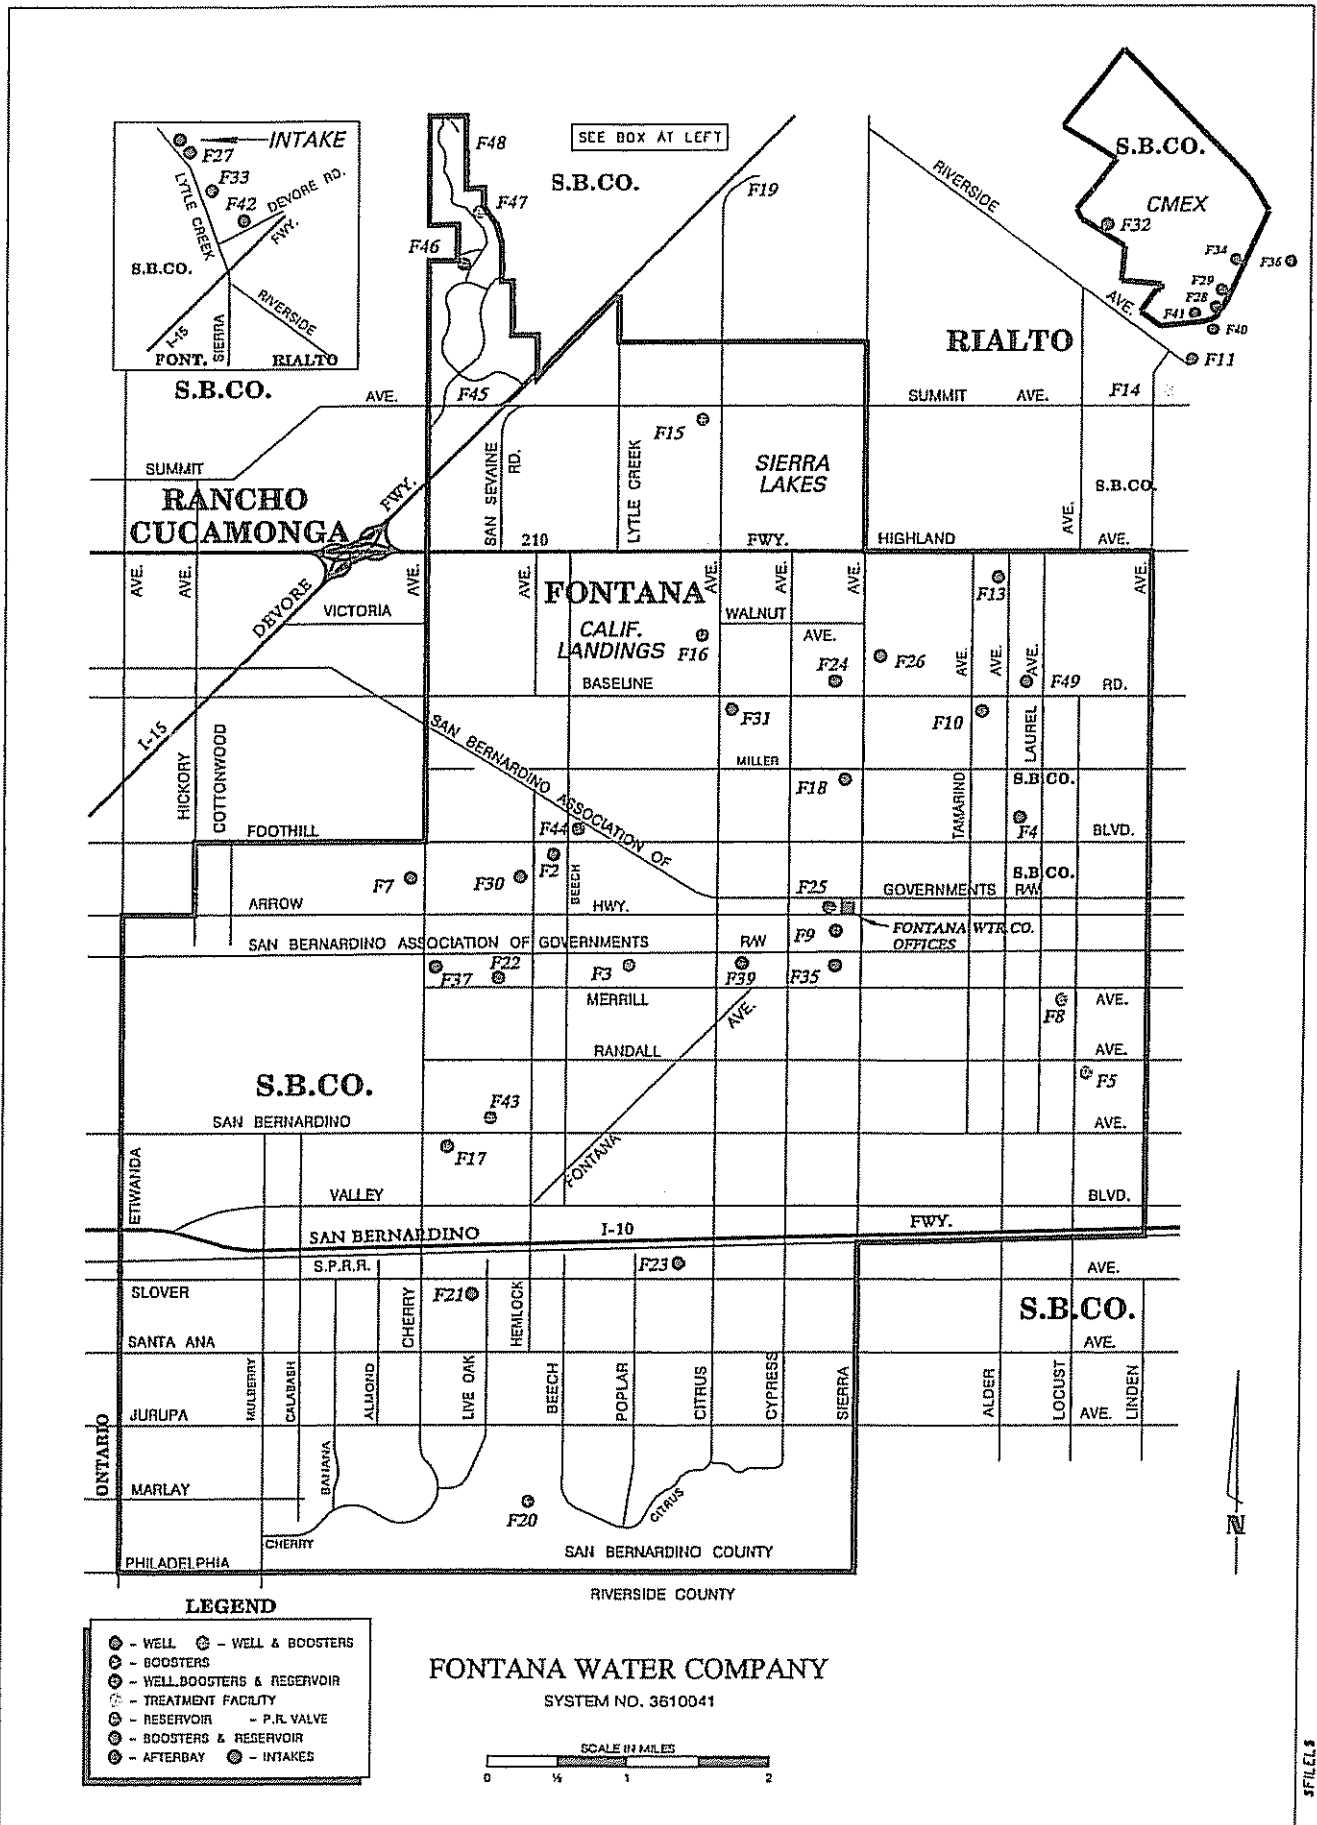 INTAKE
F27
F33
F42
LYTLE CREEK
DEVORE RD.
FWY.
S.B.CO.
RIVERSIDE
I-15
SIERRA
FONT.
RIALTO
SEE BOX AT LEFT
F48
S.B.CO.
F19
F47
F46
RIVERSIDE
AVE.
S.B.CO.
CMEX
F32
F34
F36
F29
F28
F41
F40
F11
RIALTO
S.B.CO.
AVE.
F45
SUMMIT
AVE.
F14
F15
SAN SEVAINE
RD.
LYTLE CREEK
SIERRA
LAKES
SUMMIT
RANCHO
CUCAMONGA
FWY.
S.B.CO.
AVE.
210
FWY.
HIGHLAND
AVE.
AVE.
AVE.
DEVORE
AVE.
AVE.
AVE.
AVE.
AVE.
AVE.
FONTANA
VICTORIA
WALNUT
AVE.
F13
CALIF.
LANDINGS
F16
F24
F26
AVE.
AVE.
AVE.
BASELINE
F49
RD.
F31
F10
LAUREL
I-15
SAN BERNARDINO ASSOCIATION OF
MILLER
HICKORY
COTTONWOOD
F18
TAMARIND
S.B.CO.
FOOTHILL
F44
F4
BLVD.
F7
F30
F2
BEECH
F25
S.B.CO.
GOVERNMENTS
R/W
ARROW
HWY.
FONTANA WTR.CO.
OFFICES
F9
SAN BERNARDINO ASSOCIATION OF GOVERNMENTS
R/W
F37
F22
F3
F39
F35
MERRILL
AVE.
F8
AVE.
RANDALL
AVE.
S.B.CO.
F5
F43
SAN BERNARDINO
AVE.
F17
FONTANA
ETIWANDA
VALLEY
BLVD.
SAN BERNARDINO
I-10
FWY.
S.P.R.R.
F23
AVE.
SLOVER
F21
CHERRY
HEMLOCK
S.B.CO.
SANTA ANA
AVE.
MULBERRY
CALABASH
ALMOND
LIVE OAK
BEECH
POPLAR
CITRUS
CYPRESS
SIERRA
ALDER
LOCUST
LINDEN
JURUPA
AVE.
ONTARIO
BANANA
MARLAY
F20
CITRUS
CHERRY
SAN BERNARDINO COUNTY
PHILADELPHIA
RIVERSIDE COUNTY
N
LEGEND
- WELL - WELL & BOOSTERS
- BOOSTERS
- WELL,BOOSTERS & RESERVOIR
- TREATMENT FACILITY
- RESERVOIR - P.R. VALVE
- BOOSTERS & RESERVOIR
- AFTERBAY - INTAKES
FONTANA WATER COMPANY
SYSTEM NO. 3610041
SCALE IN MILES
0 ½ 1 2
SFILELS